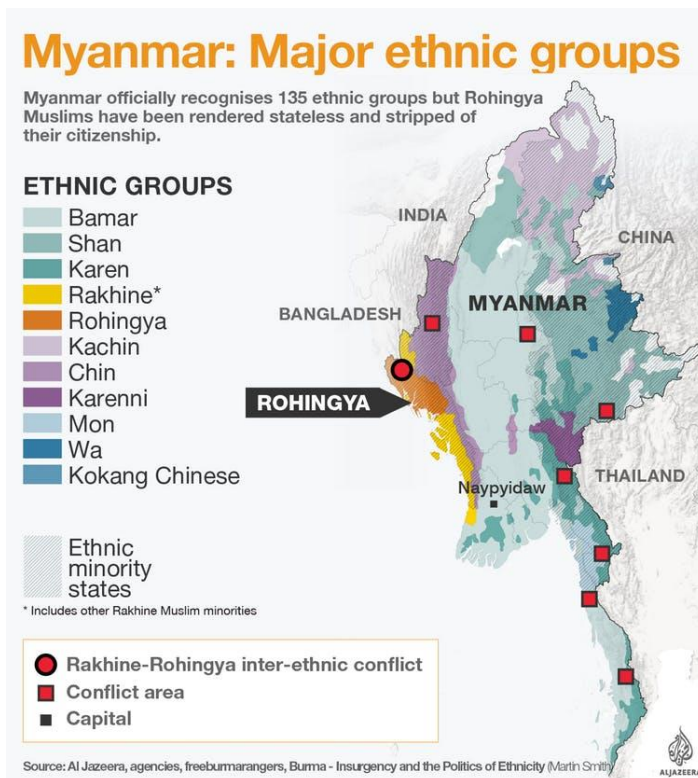 Myanmar: Major ethnic groups
Myanmar officially recognises 135 ethnic groups but Rohingya
Muslims have been rendered stateless and stripped of
their citizenship.
ETHNIC GROUPS
Bamar
Shan
Karen
Rakhine*
Rohingya
Kachin
Chin
Karenni
Mon
Wa
Kokang Chinese
Ethnic
minority
states
* Includes other Rakhine Muslim minorities
INDIA
CHINA
BANGLADESH
MYANMAR
ROHINGYA
THAILAND
Naypyidaw
Rakhine-Rohingya inter-ethnic conflict
Conflict area
Capital
Source: Al Jazeera, agencies, freeburmarangers, Burma - Insurgency and the Politics of Ethnicity (Martin Smith)
ALJAZEERA